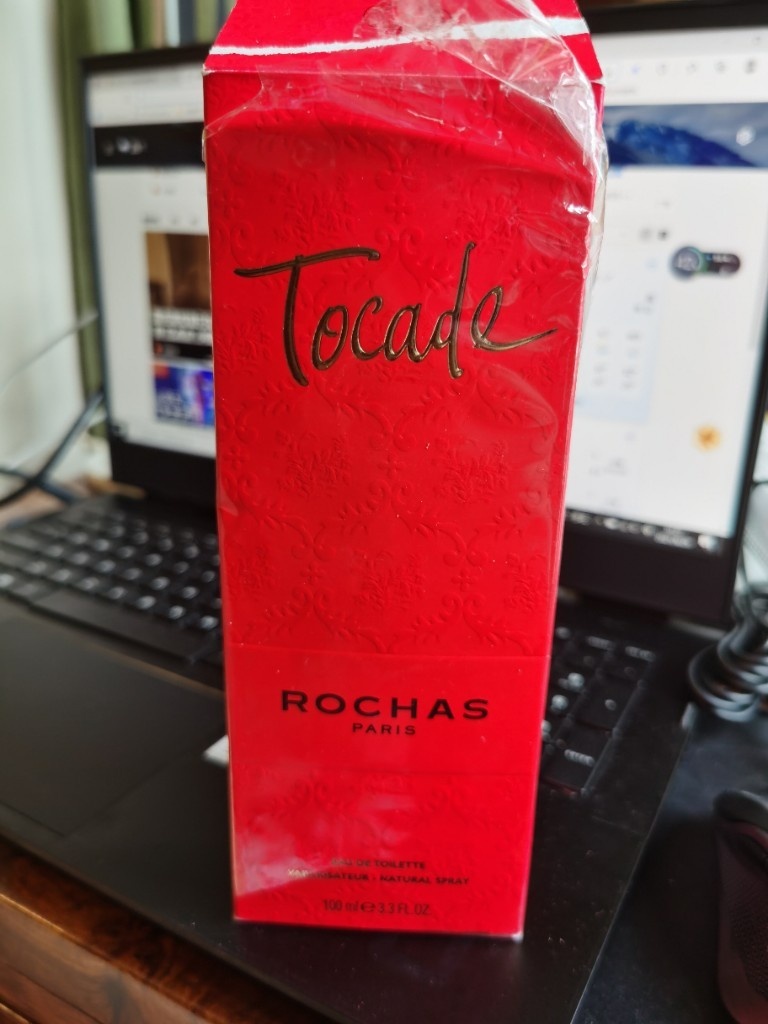 Tocade
ROCHAS
PARIS
EAU DE TOILETTE
VAPORISATEUR - NATURAL SPRAY
100 ml ℮ 3.3 FL. OZ.